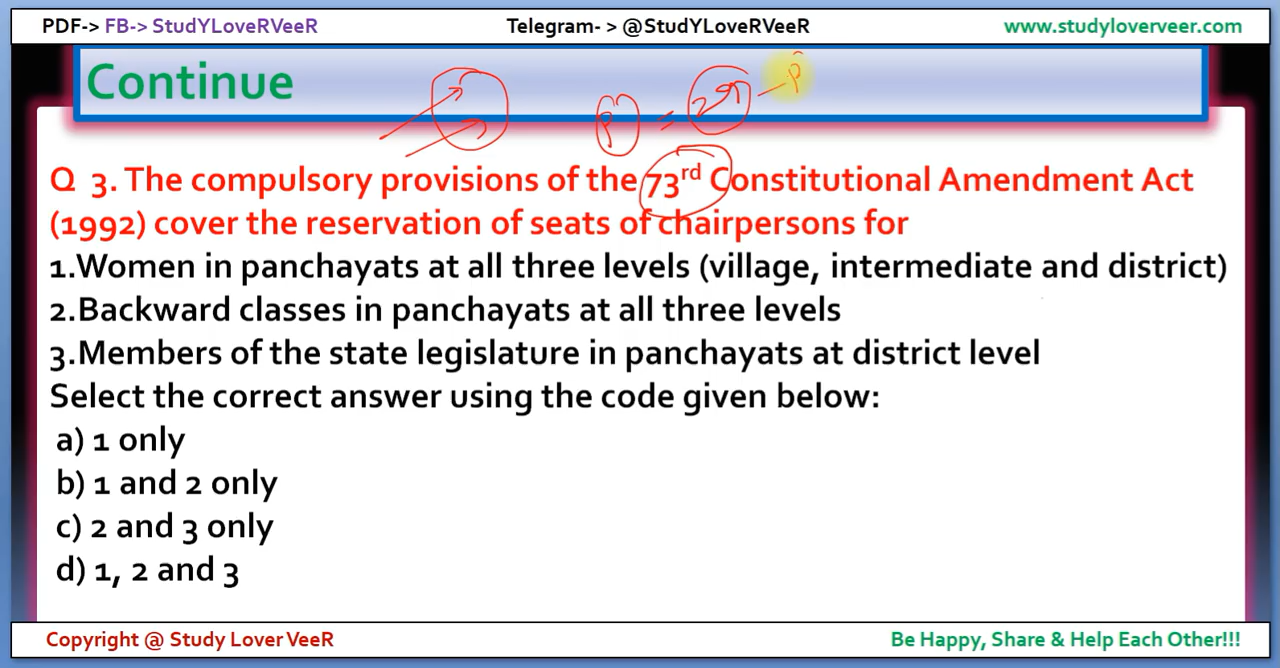 PDF-> FB-> StudYLoveRVeeR Telegram- > @StudYLoveRVeeR www.studyloverveer.com
Continue
Q 3. The compulsory provisions of the 73rd Constitutional Amendment Act
(1992) cover the reservation of seats of chairpersons for
1.Women in panchayats at all three levels (village, intermediate and district)
2.Backward classes in panchayats at all three levels
3.Members of the state legislature in panchayats at district level
Select the correct answer using the code given below:
a) 1 only
b) 1 and 2 only
c) 2 and 3 only
d) 1, 2 and 3
Copyright @ Study Lover VeeR Be Happy, Share & Help Each Other!!!